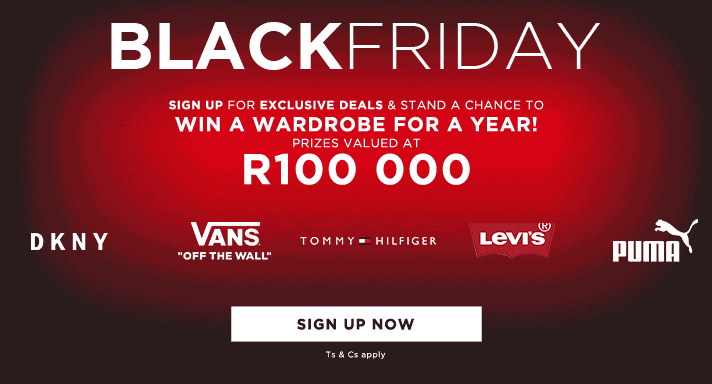 BLACKFRIDAY
SIGN UP FOR EXCLUSIVE DEALS & STAND A CHANCE TO
WIN A WARDROBE FOR A YEAR!
PRIZES VALUED AT
R100 000
DKNY
VANS
"OFF THE WALL"
TOMMY HILFIGER
LEVI'S®
PUMA
SIGN UP NOW
Ts & Cs apply